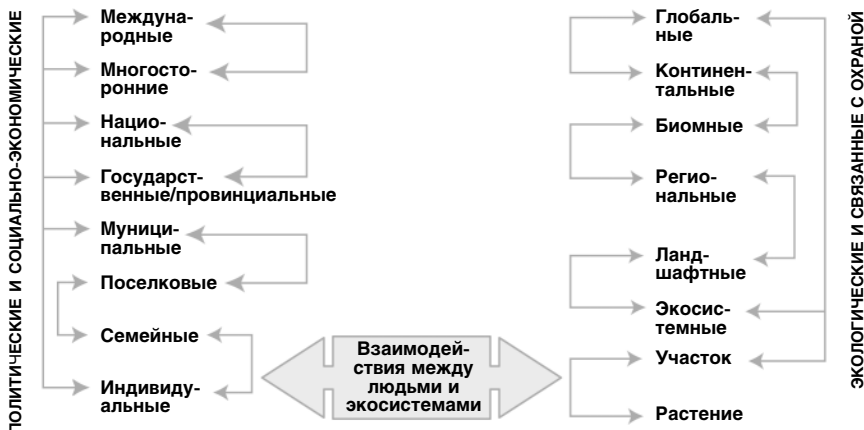 ПОЛИТИЧЕСКИЕ И СОЦИАЛЬНО-ЭКОНОМИЧЕСКИЕ
Междуна-
родные
Многосто-
ронние
Нацио-
нальные
Государст-
венные/провинциальные
Муници-
пальные
Поселковые
Семейные
Индивиду-
альные
Взаимодей-
ствия между
людьми и
экосистемами
Глобаль-
ные
Континен-
тальные
Биомные
Регио-
нальные
Ланд-
шафтные
Экосис-
темные
Участок
Растение
ЭКОЛОГИЧЕСКИЕ И СВЯЗАННЫЕ С ОХРАНОЙ